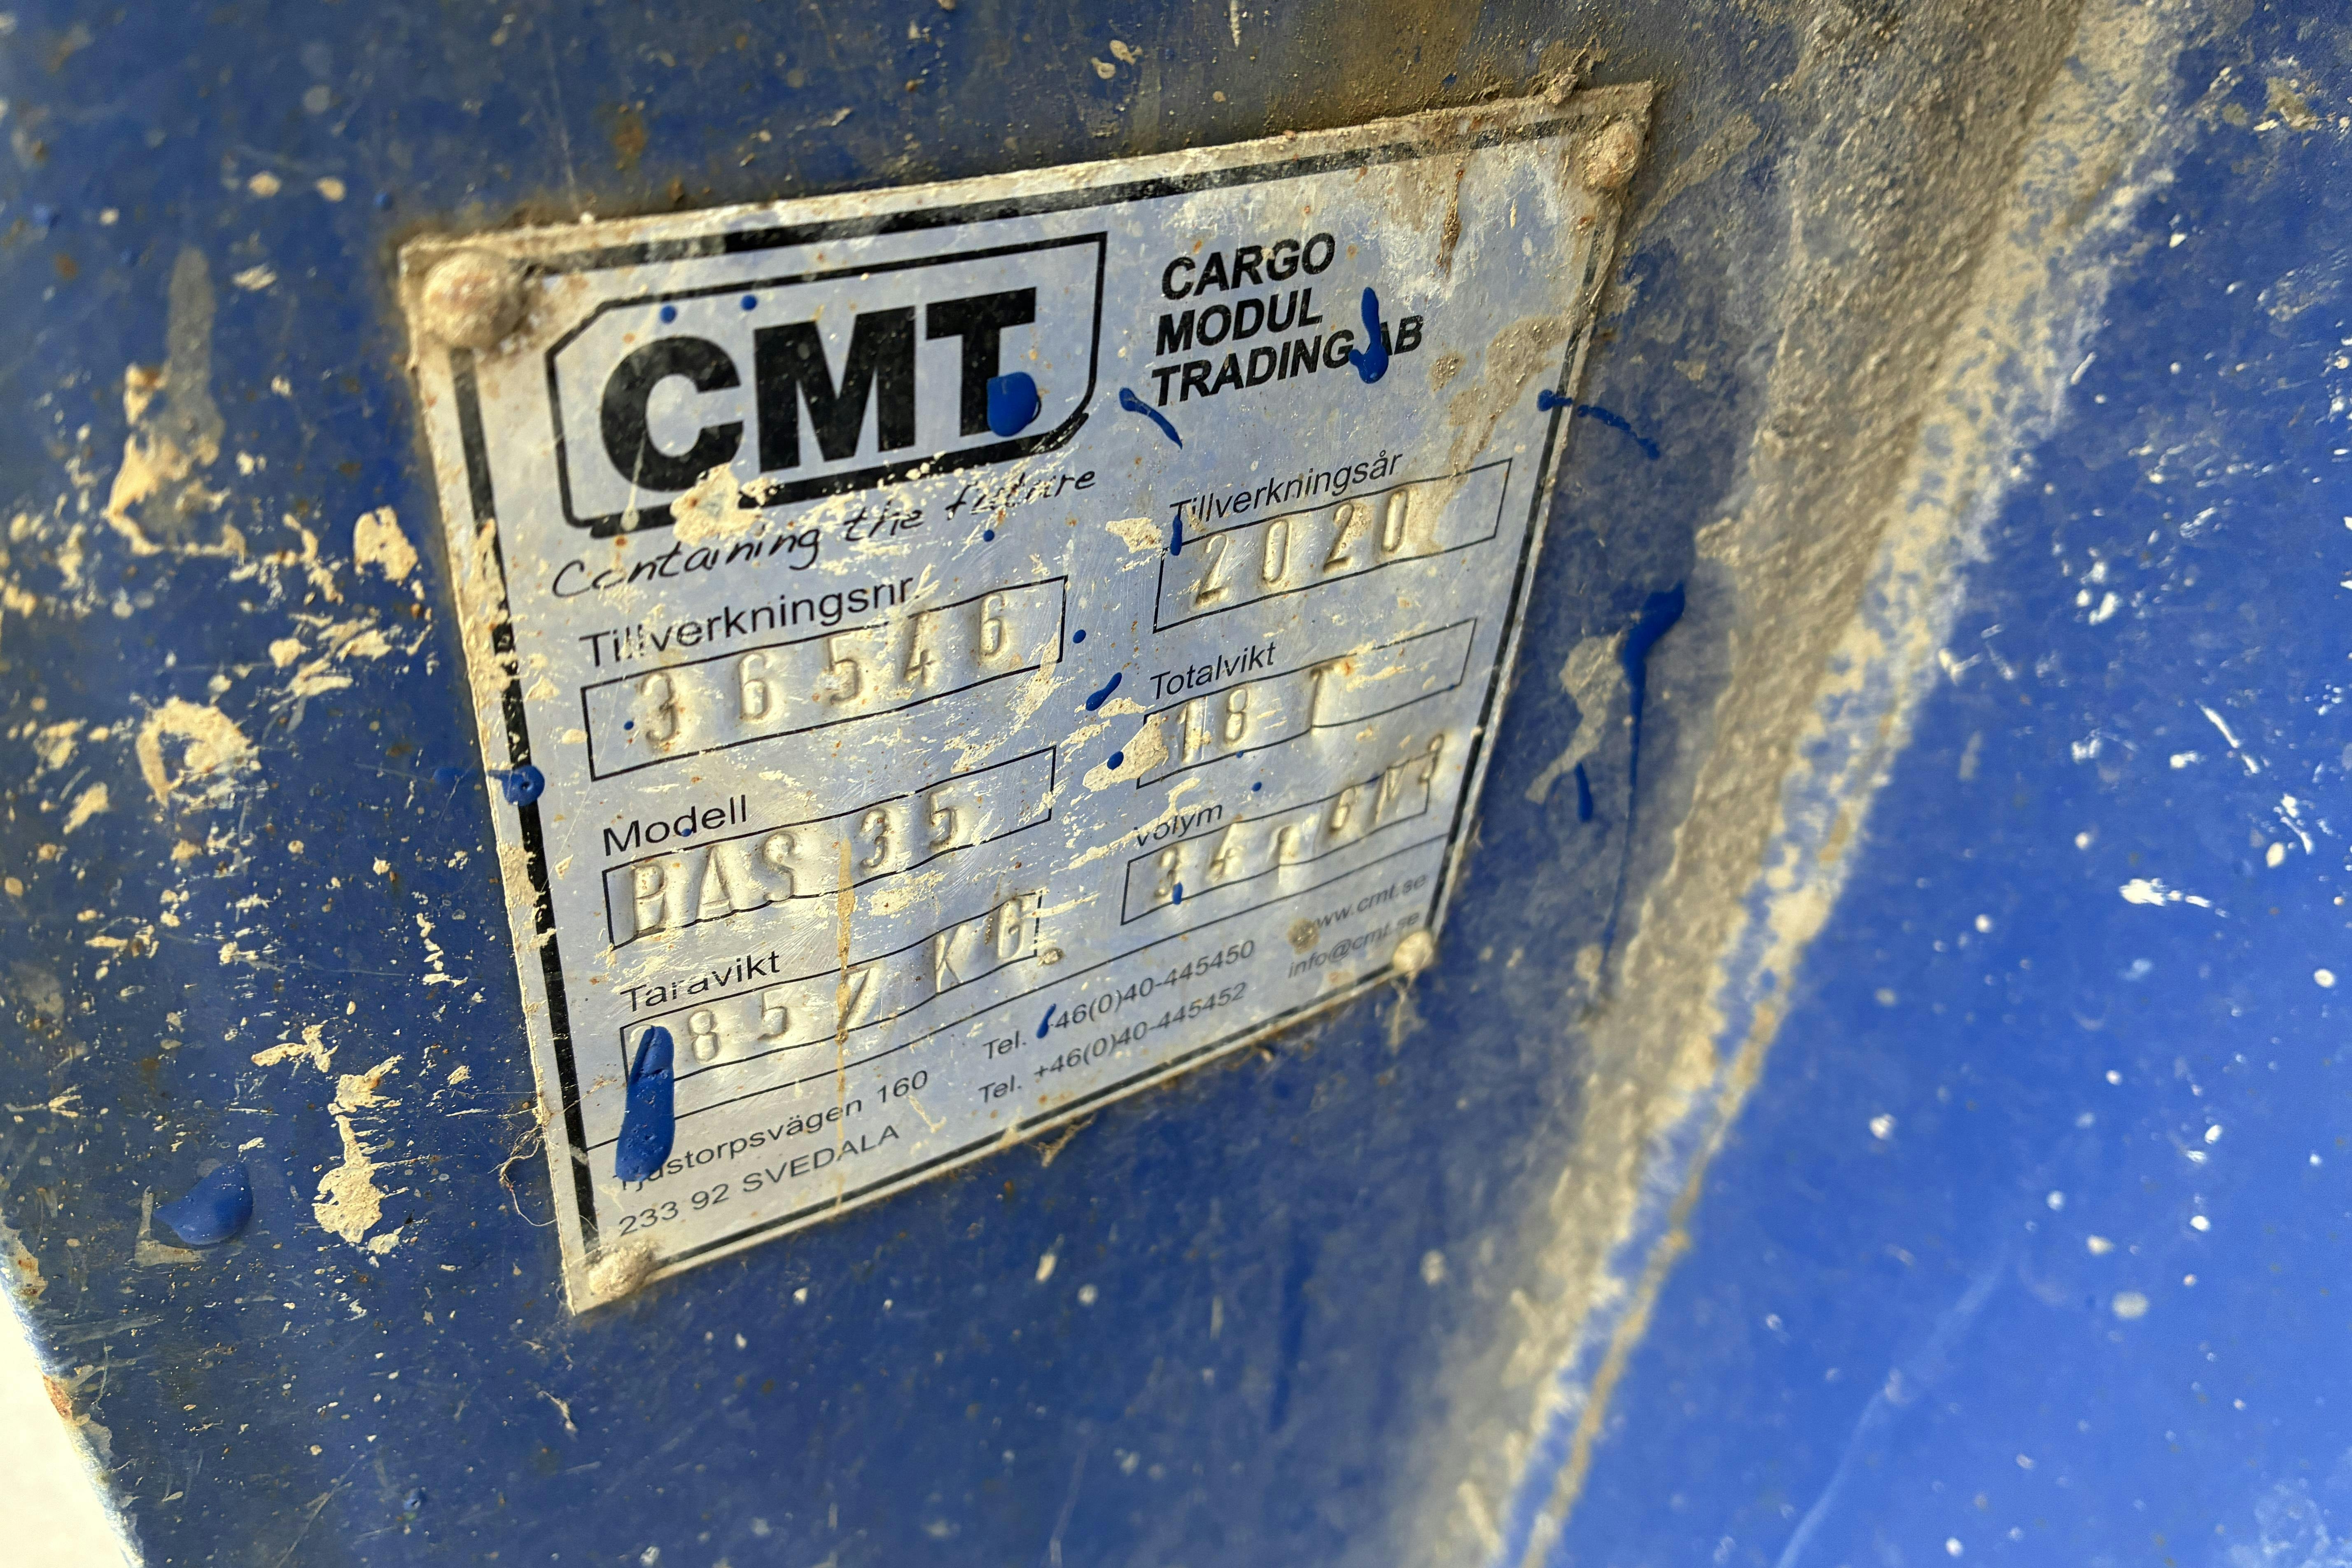 CMT
CARGO
MODUL
TRADING AB
Containing the future
Tillverkningsnr
36546
Tillverkningsår
2020
Modell
BAS 35
Totalvikt
18 T
Taravikt
KG.
volym
Tel. +46(0)40-445450
Tel. +46(0)40-445452
www.cmt.se
info@cmt.se
160
233 92 SVEDALA